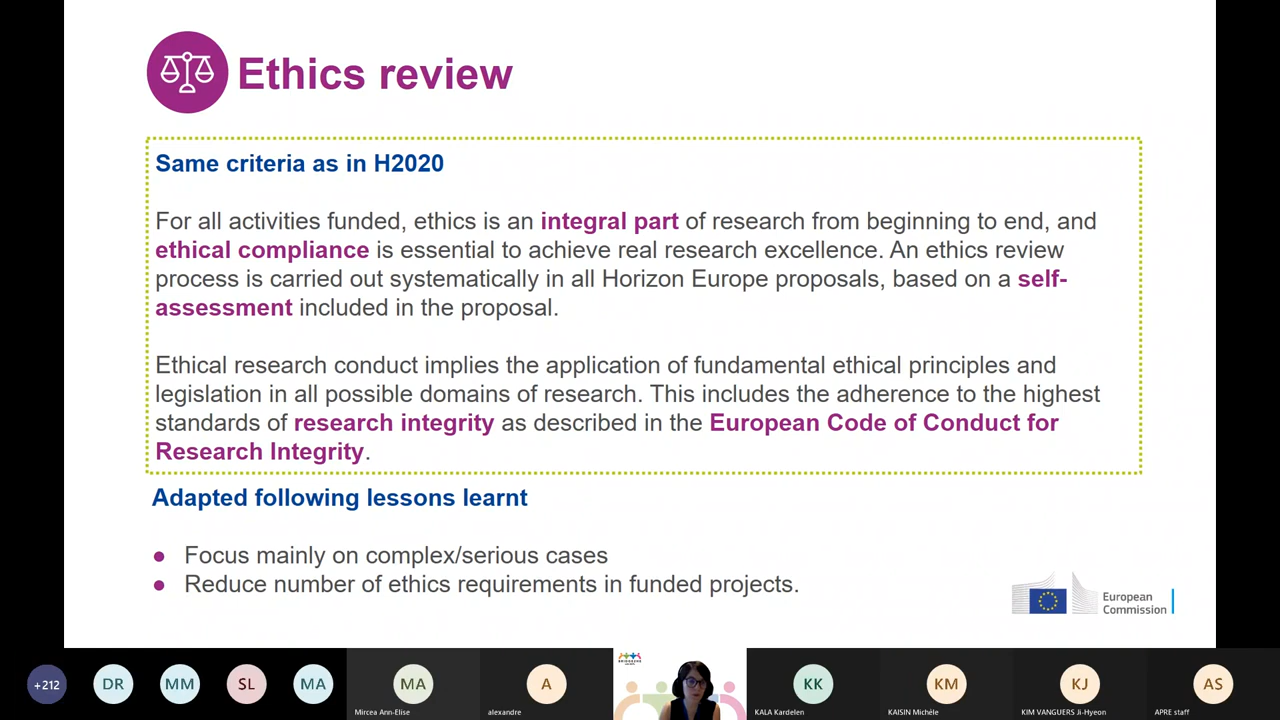 Ethics review
Same criteria as in H2020
For all activities funded, ethics is an integral part of research from beginning to end, and
ethical compliance is essential to achieve real research excellence. An ethics review
process is carried out systematically in all Horizon Europe proposals, based on a self-
assessment included in the proposal.
Ethical research conduct implies the application of fundamental ethical principles and
legislation in all possible domains of research. This includes the adherence to the highest
standards of research integrity as described in the European Code of Conduct for
Research Integrity.
Adapted following lessons learnt
Focus mainly on complex/serious cases
Reduce number of ethics requirements in funded projects.
European
Commission
+212
DR
MM
SL
MA
MA
A
KK
KM
KJ
AS
Mircea Ann-Elise
alexandre
KALA Kardelen
KAISIN Michèle
KIM VANGUERS Ji-Hyeon
APRE staff